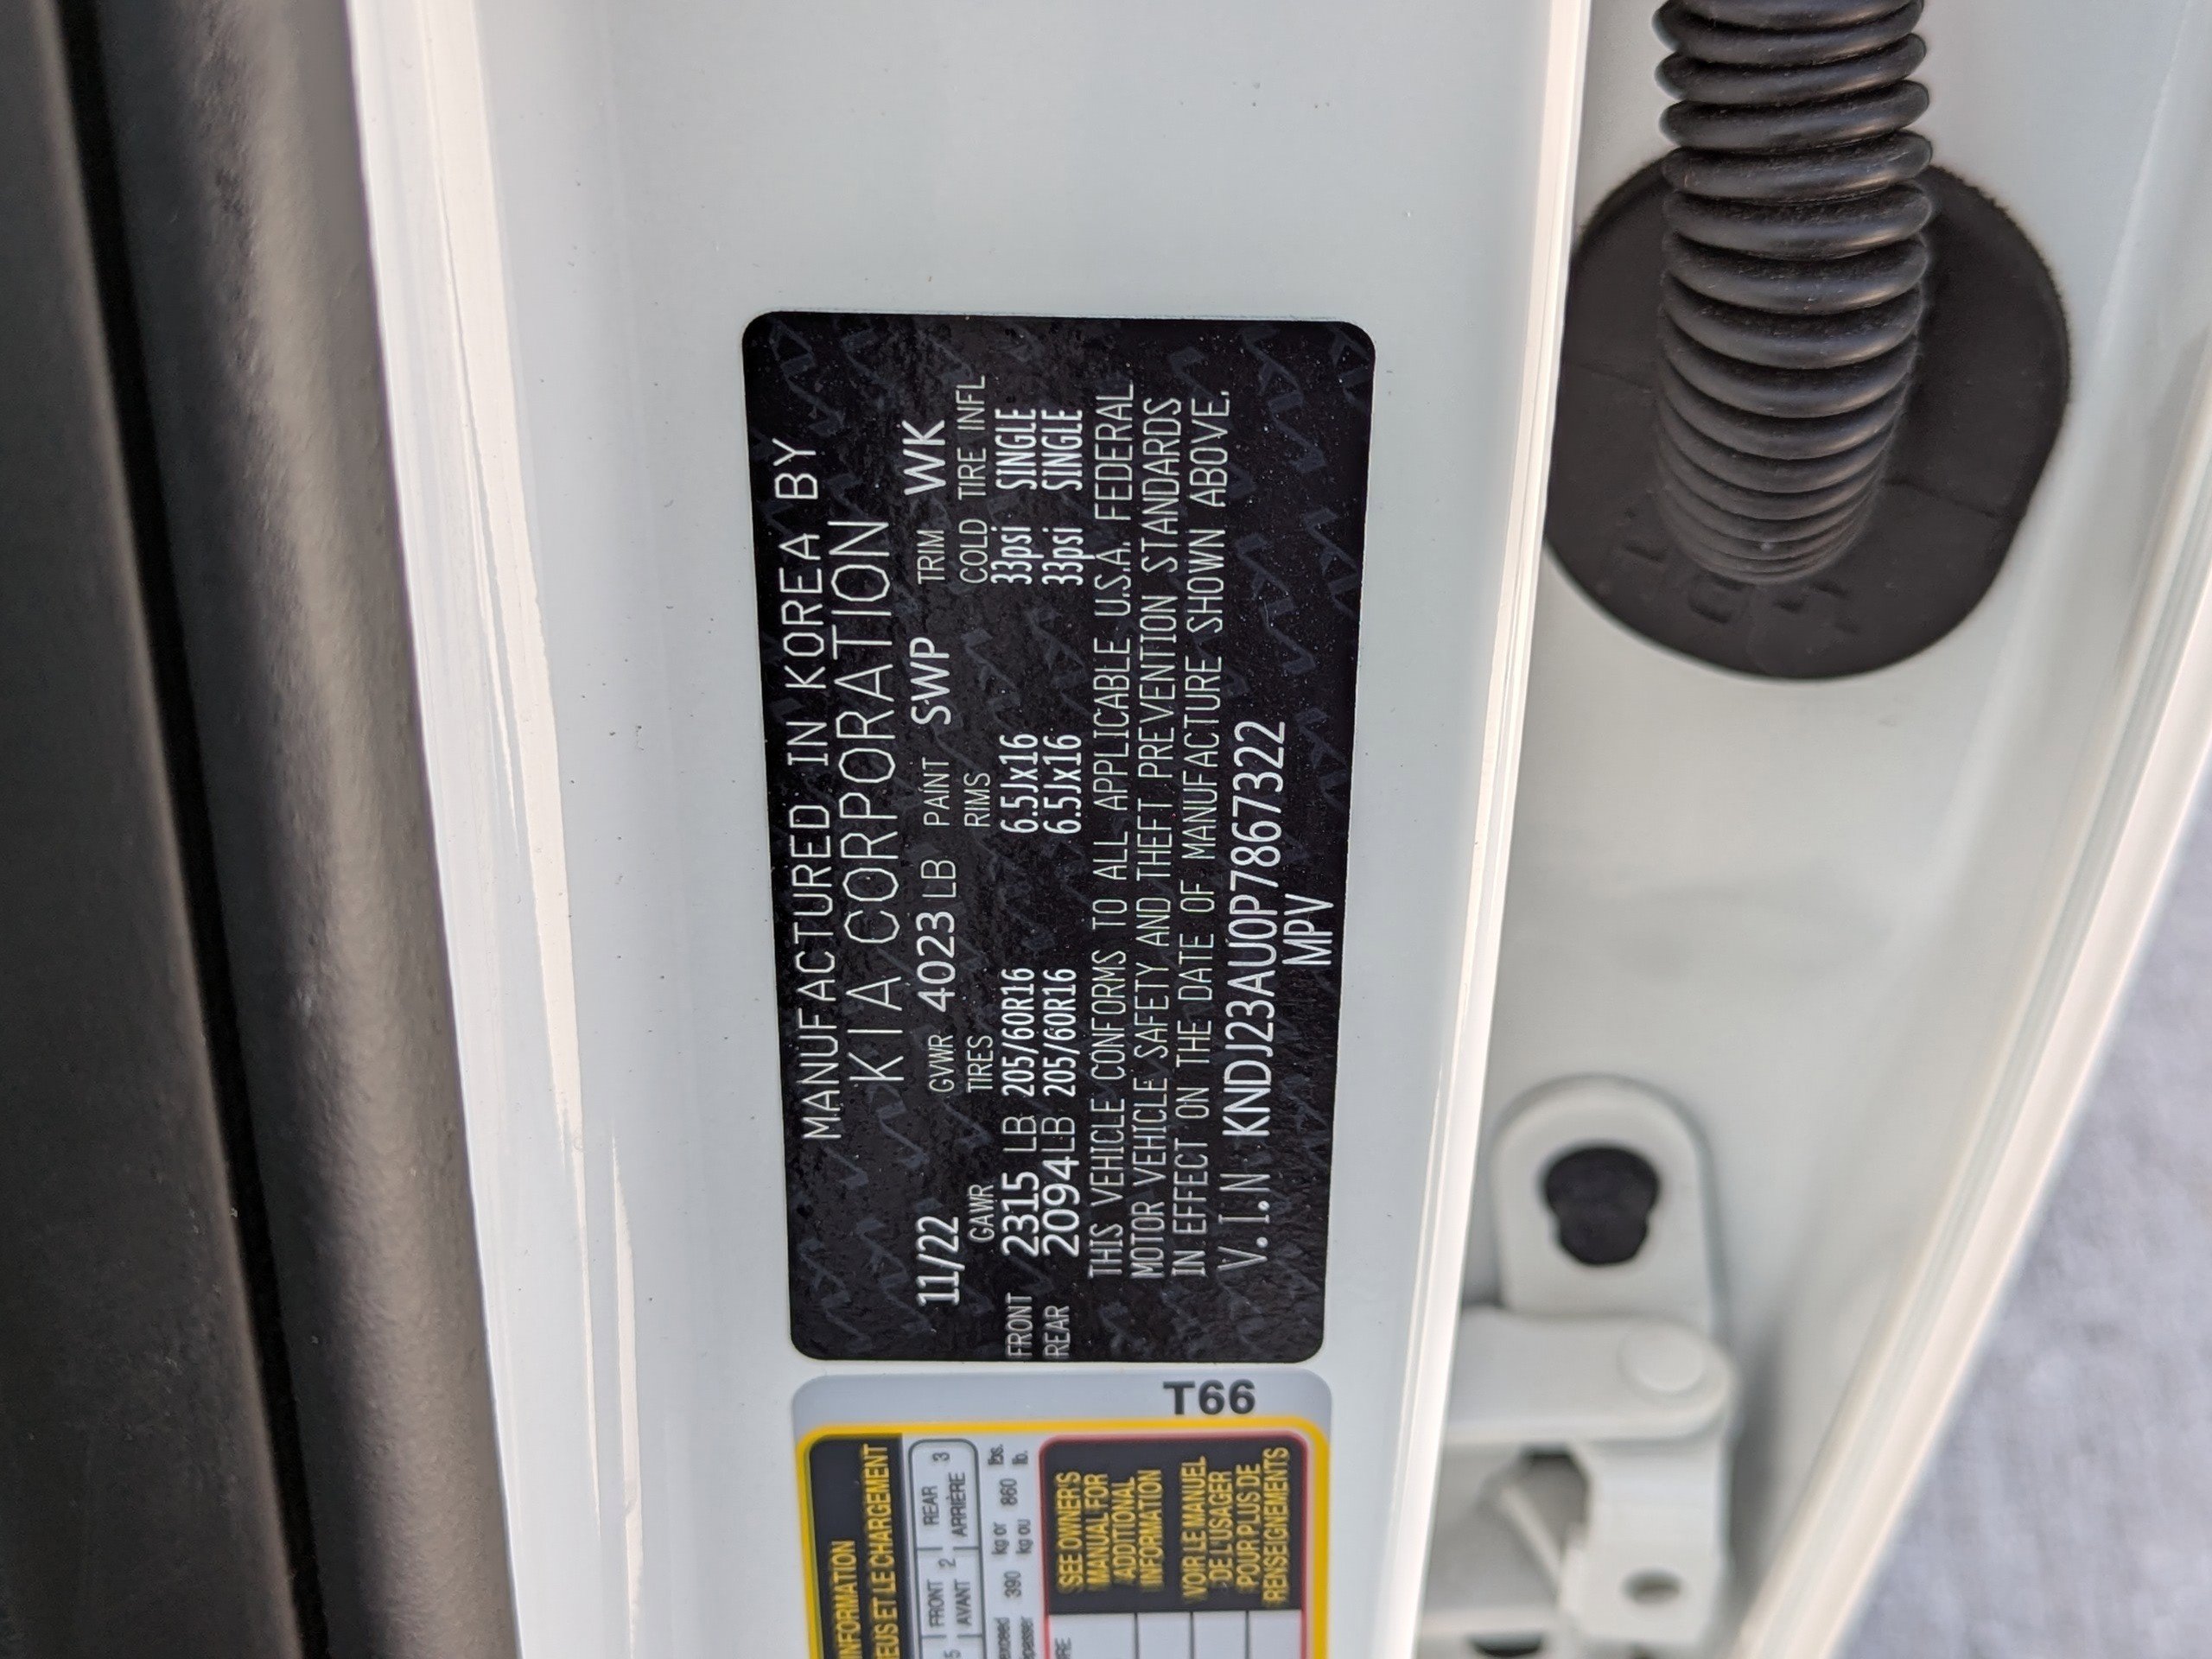 MANUFACTURED IN KOREA BY
KIA CORPORATION
11/22 GVWR 4023 LB PAINT SWP TRIM WK
GAWR TIRES RIMS COLD TIRE INFL
FRONT 2315 LB 205/60R16 6.5Jx16 33psi SINGLE
REAR 2094 LB 205/60R16 6.5Jx16 33psi SINGLE
THIS VEHICLE CONFORMS TO ALL APPLICABLE U.S.A. FEDERAL
MOTOR VEHICLE SAFETY AND THEFT PREVENTION STANDARDS
IN EFFECT ON THE DATE OF MANUFACTURE SHOWN ABOVE.
V.I.N KNDJ23AU0P7867322
MPV
T66
INFORMATION
ET LE CHARGEMENT
5 FRONT 2 REAR 3
AVANT ARRIÈRE
390 kg or 860 lbs.
kg ou lb.
SEE OWNER'S
MANUAL FOR
ADDITIONAL
INFORMATION
VOIR LE MANUEL
DE L'USAGER
POUR PLUS DE
RENSEIGNEMENTS